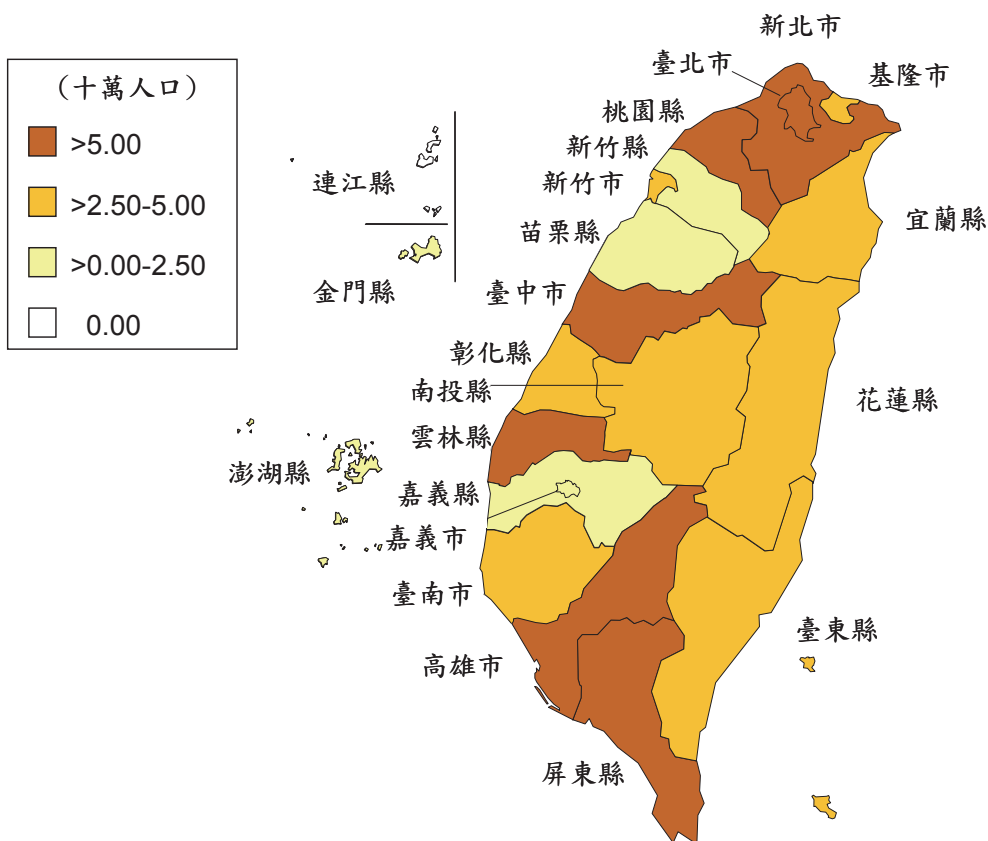 (十萬人口)
>5.00
>2.50-5.00
>0.00-2.50
0.00
新北市
臺北市
基隆市
桃園縣
新竹縣
新竹市
連江縣
苗栗縣
宜蘭縣
金門縣
臺中市
彰化縣
南投縣
花蓮縣
雲林縣
澎湖縣
嘉義縣
嘉義市
臺南市
臺東縣
高雄市
屏東縣